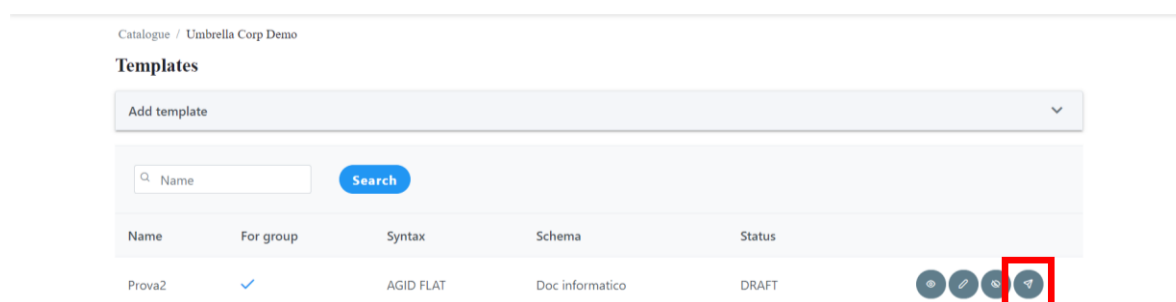 Catalogue / Umbrella Corp Demo
Templates
Add template
Name
Search
Name For group Syntax Schema Status
Prova2 AGID FLAT Doc informatico DRAFT